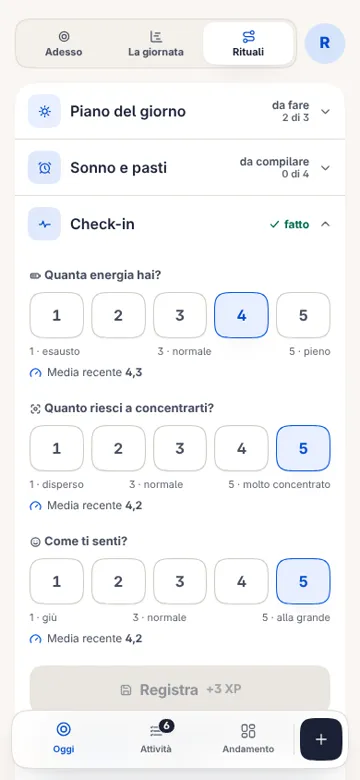 Adesso
La giornata
Rituali
R
Piano del giorno
da fare
2 di 3
Sonno e pasti
da compilare
0 di 4
Check-in
fatto
Quanta energia hai?
1 2 3 4 5
1 · esausto 3 · normale 5 · pieno
Media recente 4,3
Quanto riesci a concentrarti?
1 2 3 4 5
1 · disperso 3 · normale 5 · molto concentrato
Media recente 4,2
Come ti senti?
1 2 3 4 5
1 · giù 3 · normale 5 · alla grande
Media recente 4,2
Registra +3 XP
Oggi
6
Attività
Andamento
+